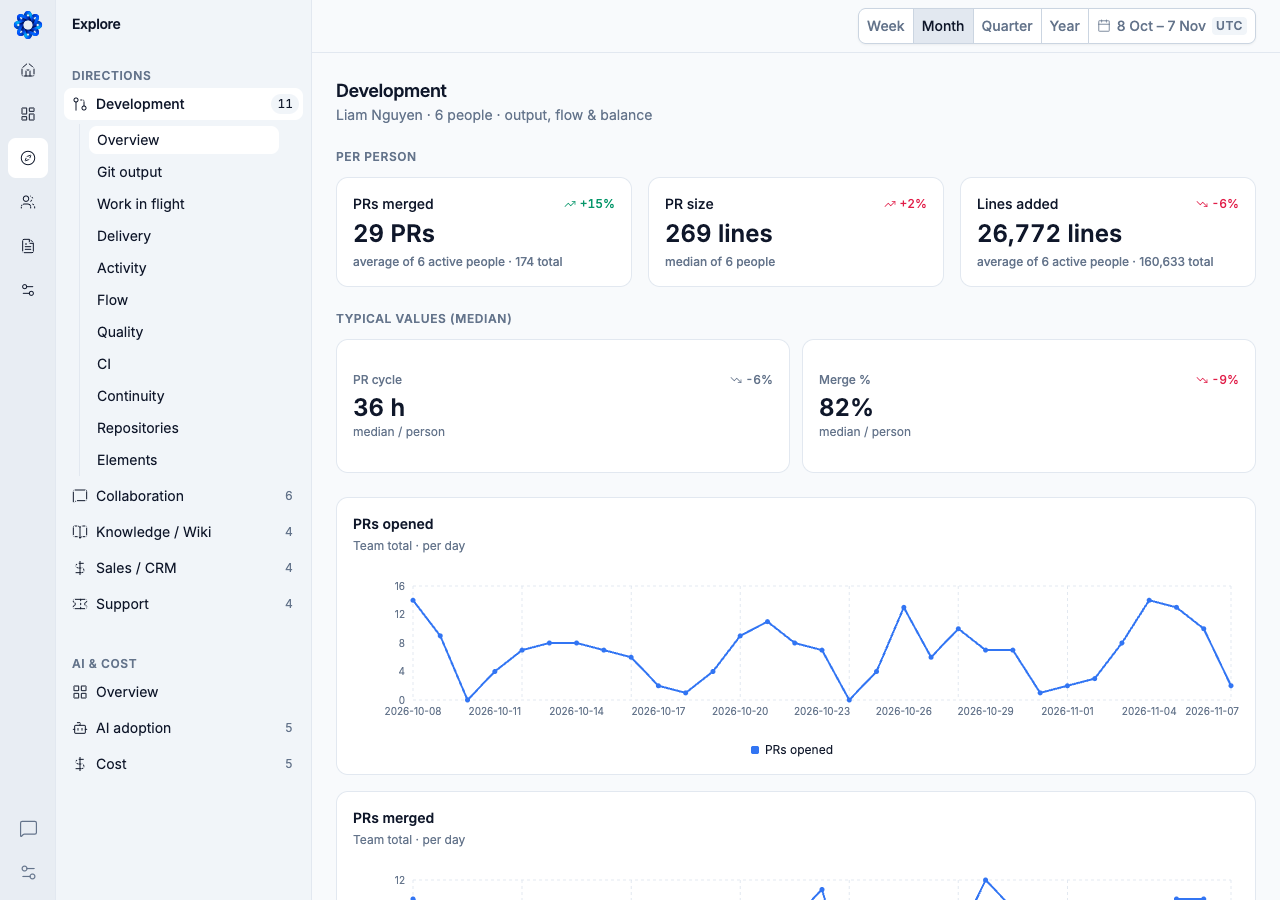 Explore
DIRECTIONS
Development 11
Overview
Git output
Work in flight
Delivery
Activity
Flow
Quality
CI
Continuity
Repositories
Elements
Collaboration 6
Knowledge / Wiki 4
Sales / CRM 4
Support 4
AI & COST
Overview
AI adoption 5
Cost 5
Week Month Quarter Year 8 Oct – 7 Nov UTC
Development
Liam Nguyen · 6 people · output, flow & balance
PER PERSON
PRs merged +15%
29 PRs
average of 6 active people · 174 total
PR size +2%
269 lines
median of 6 people
Lines added -6%
26,772 lines
average of 6 active people · 160,633 total
TYPICAL VALUES (MEDIAN)
PR cycle -6%
36 h
median / person
Merge % -9%
82%
median / person
PRs opened
Team total · per day
16
12
8
4
0
2026-10-08 2026-10-11 2026-10-14 2026-10-17 2026-10-20 2026-10-23 2026-10-26 2026-10-29 2026-11-01 2026-11-04 2026-11-07
PRs opened
PRs merged
Team total · per day
12